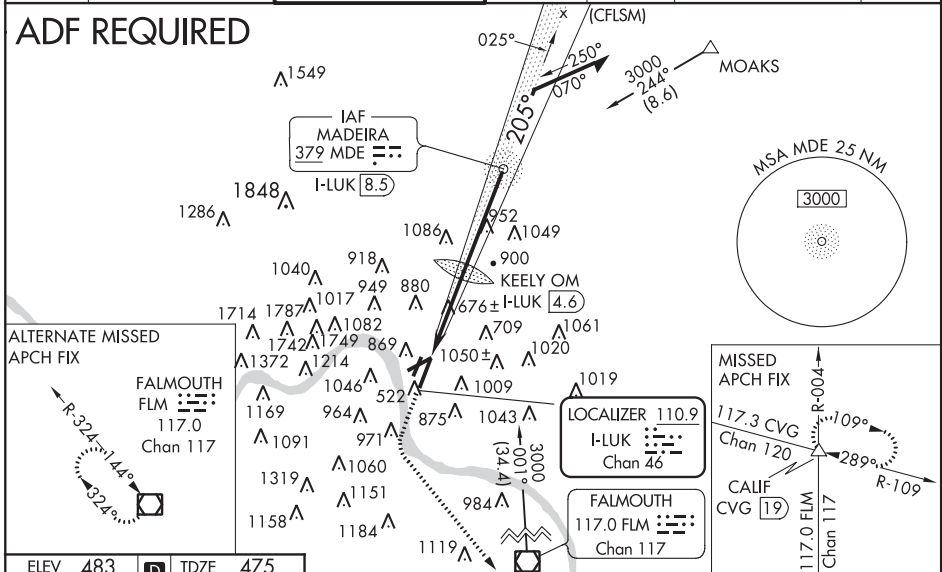 ADF REQUIRED
(CFLSM)
x
025°
250°
070°
205°
3000
244°
(8.6)
MOAKS
1549
IAF
MADEIRA
379 MDE
I-LUK 8.5
MSA MDE 25 NM
3000
1848
1286
952
1086
1049
900
918
1040
KEELY OM
I-LUK 4.6
949
880
676±
1017
1714
1787
1082
709
1061
1742
1749
869
1050±
1020
1372
1214
1046
522
1009
1019
1169
964
875
1043
1091
971
LOCALIZER 110.9
I-LUK
Chan 46
3000
001°
(34.4)
1060
1319
1151
984
1158
1184
1119
FALMOUTH
117.0 FLM
Chan 117
ALTERNATE MISSED
APCH FIX
FALMOUTH
FLM
117.0
Chan 117
R-324
144°
324°
MISSED
APCH FIX
R-004
109°
117.3 CVG
Chan 120
289°
R-109
CALIF
CVG 19
117.0 FLM
Chan 117
ELEV 483 D TDZE 475